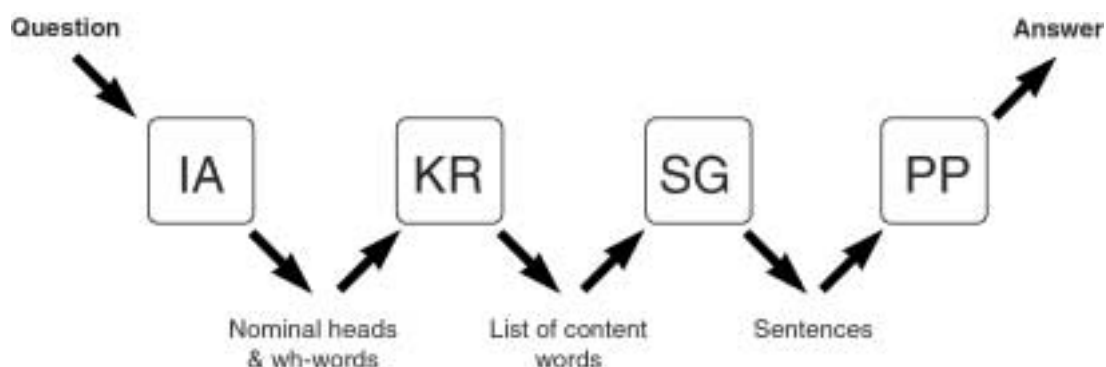 Question
Answer
IA
KR
SG
PP
Nominal heads
& wh-words
List of content
words
Sentences